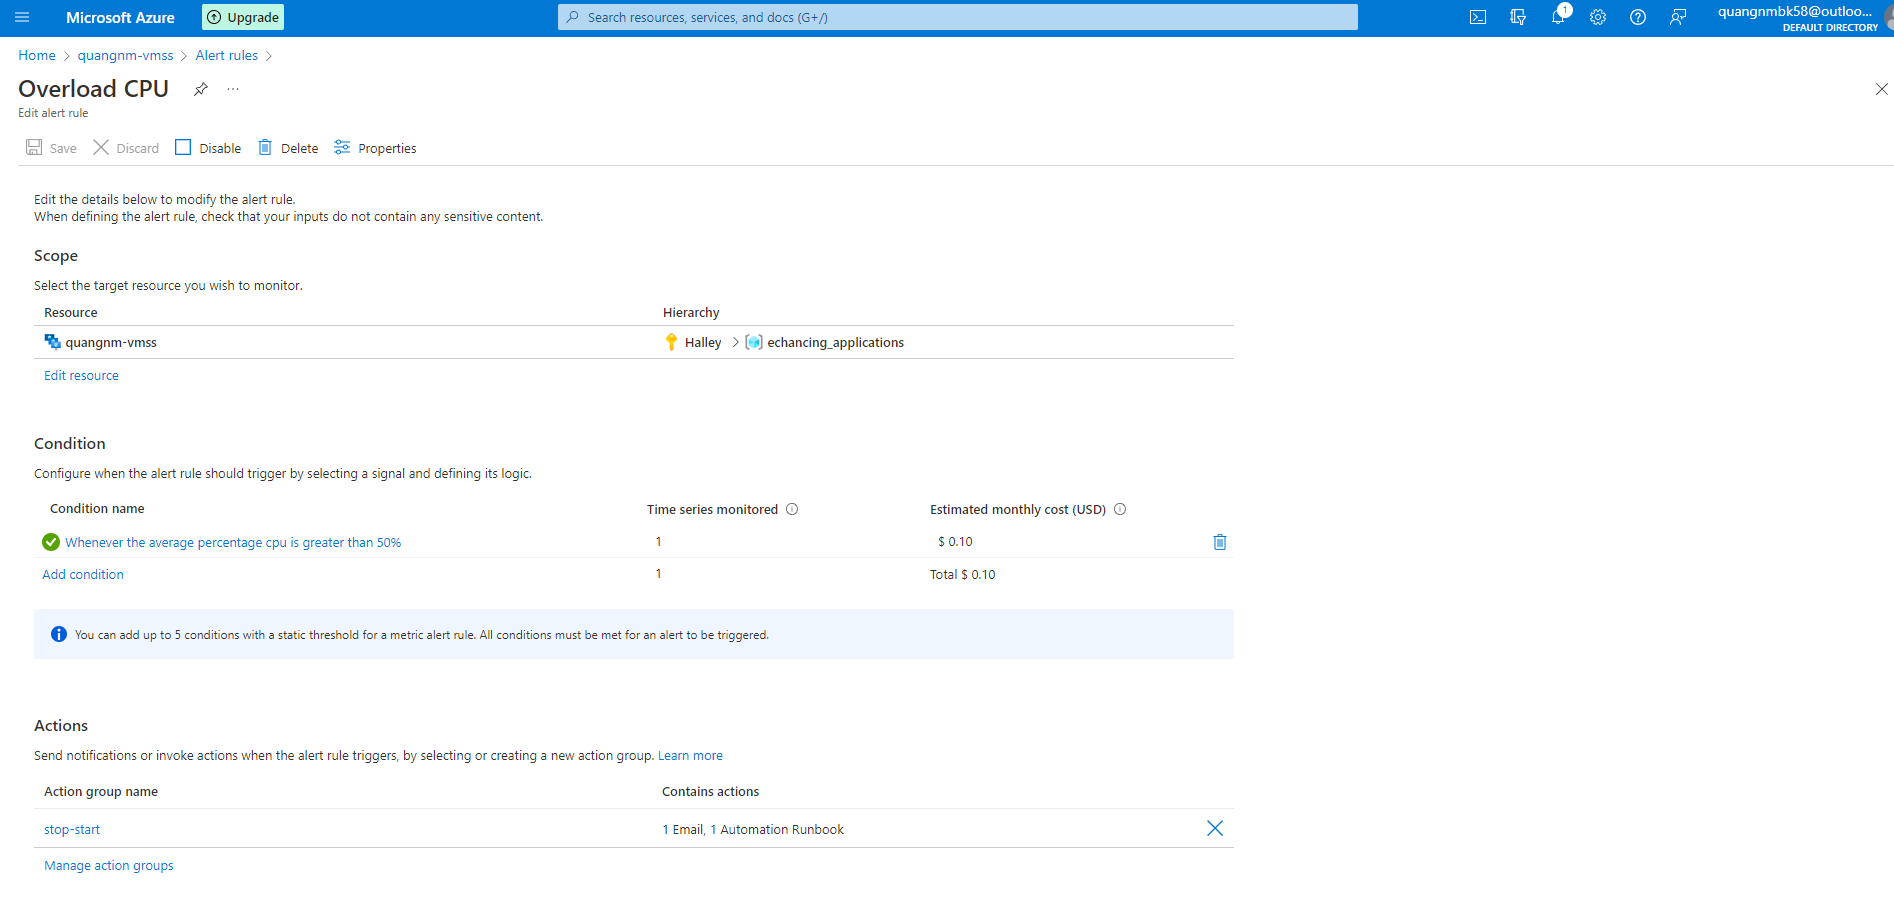 Microsoft Azure
Upgrade
Search resources, services, and docs (G+/)
1
quangnmbk58@outloo...
DEFAULT DIRECTORY
Home > quangnm-vmss > Alert rules >
Overload CPU
...
Edit alert rule
Save
Discard
Disable
Delete
Properties
Edit the details below to modify the alert rule.
When defining the alert rule, check that your inputs do not contain any sensitive content.
Scope
Select the target resource you wish to monitor.
Resource
Hierarchy
quangnm-vmss
Halley > echancing_applications
Edit resource
Condition
Configure when the alert rule should trigger by selecting a signal and defining its logic.
Condition name
Time series monitored
Estimated monthly cost (USD)
Whenever the average percentage cpu is greater than 50%
1
$ 0.10
Add condition
1
Total $ 0.10
You can add up to 5 conditions with a static threshold for a metric alert rule. All conditions must be met for an alert to be triggered.
Actions
Send notifications or invoke actions when the alert rule triggers, by selecting or creating a new action group. Learn more
Action group name
Contains actions
stop-start
1 Email, 1 Automation Runbook
Manage action groups